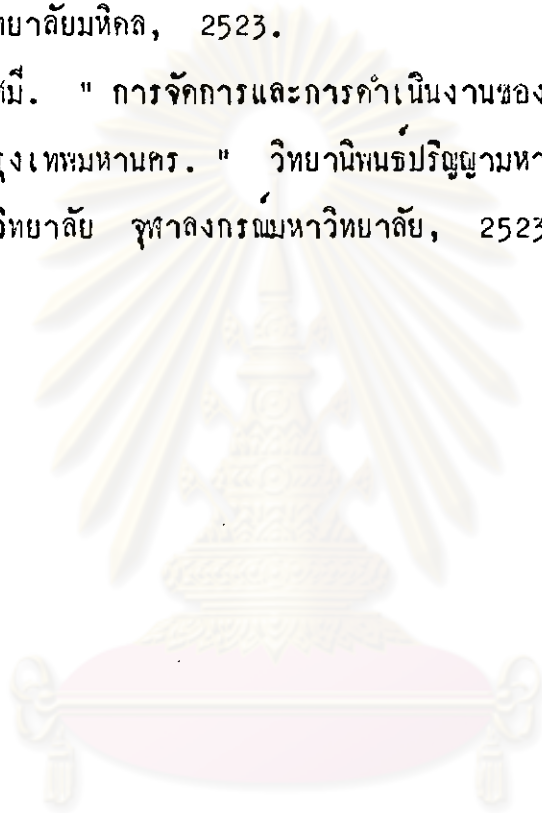 ทยาลัยมหิดล, 2523.
ศมี. " การจัดการและการดำเนินงานของ
ุงเทพมหานคร. " วิทยานิพนธ์ปริญญามหา
วิทยาลัย จุฬาลงกรณ์มหาวิทยาลัย, 2523